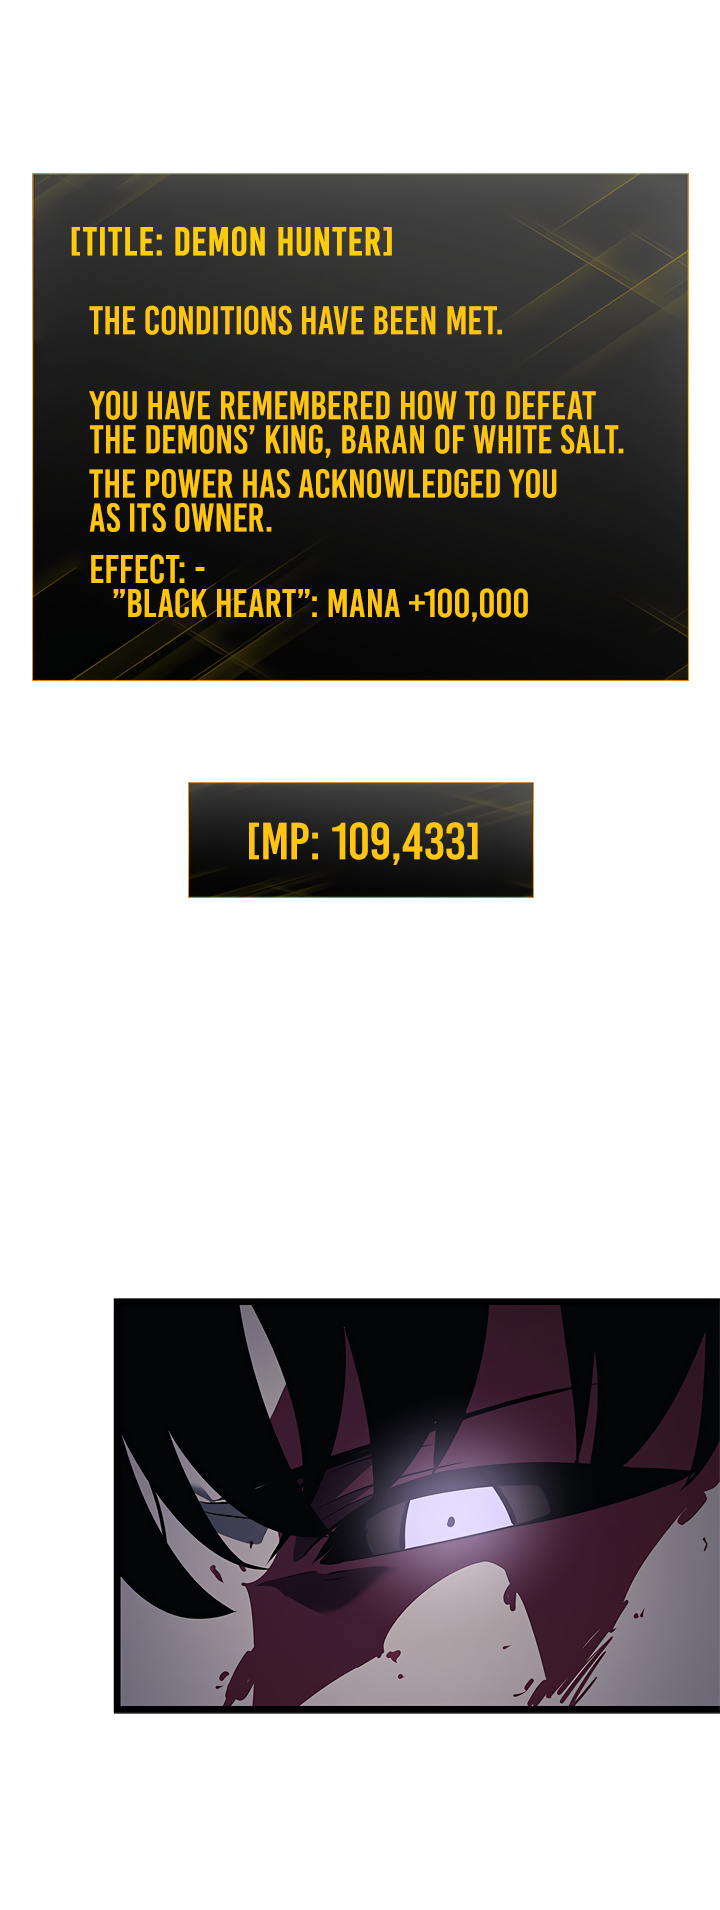 [TITLE: DEMON HUNTER]
THE CONDITIONS HAVE BEEN MET.
YOU HAVE REMEMBERED HOW TO DEFEAT
THE DEMONS' KING, BARAN OF WHITE SALT.
THE POWER HAS ACKNOWLEDGED YOU
AS ITS OWNER.
EFFECT: -
”BLACK HEART”: MANA +100,000
[MP: 109,433]